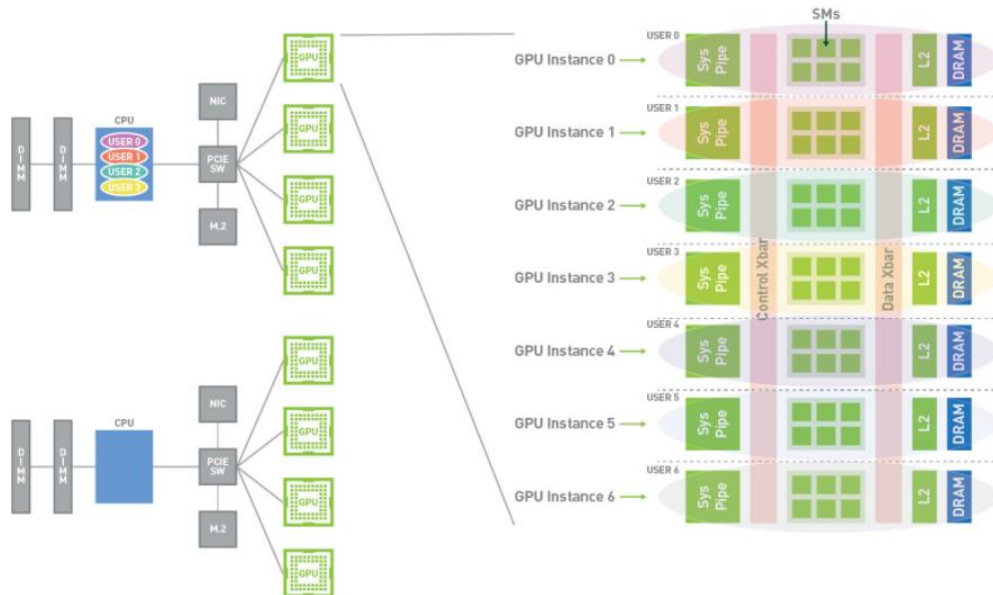 SMs
USER 0
GPU Instance 0
Sys Pipe
L2
DRAM
USER 1
GPU Instance 1
Sys Pipe
L2
DRAM
USER 2
GPU Instance 2
Sys Pipe
L2
DRAM
USER 3
GPU Instance 3
Sys Pipe
L2
DRAM
USER 4
GPU Instance 4
Sys Pipe
L2
DRAM
USER 5
GPU Instance 5
Sys Pipe
L2
DRAM
USER 6
GPU Instance 6
Sys Pipe
L2
DRAM
Control Xbar
Data Xbar
DIMM
DIMM
CPU
USER 0
USER 1
USER 2
USER 3
NIC
PCIE
SW
M.2
GPU
GPU
GPU
GPU
DIMM
DIMM
CPU
NIC
PCIE
SW
M.2
GPU
GPU
GPU
GPU